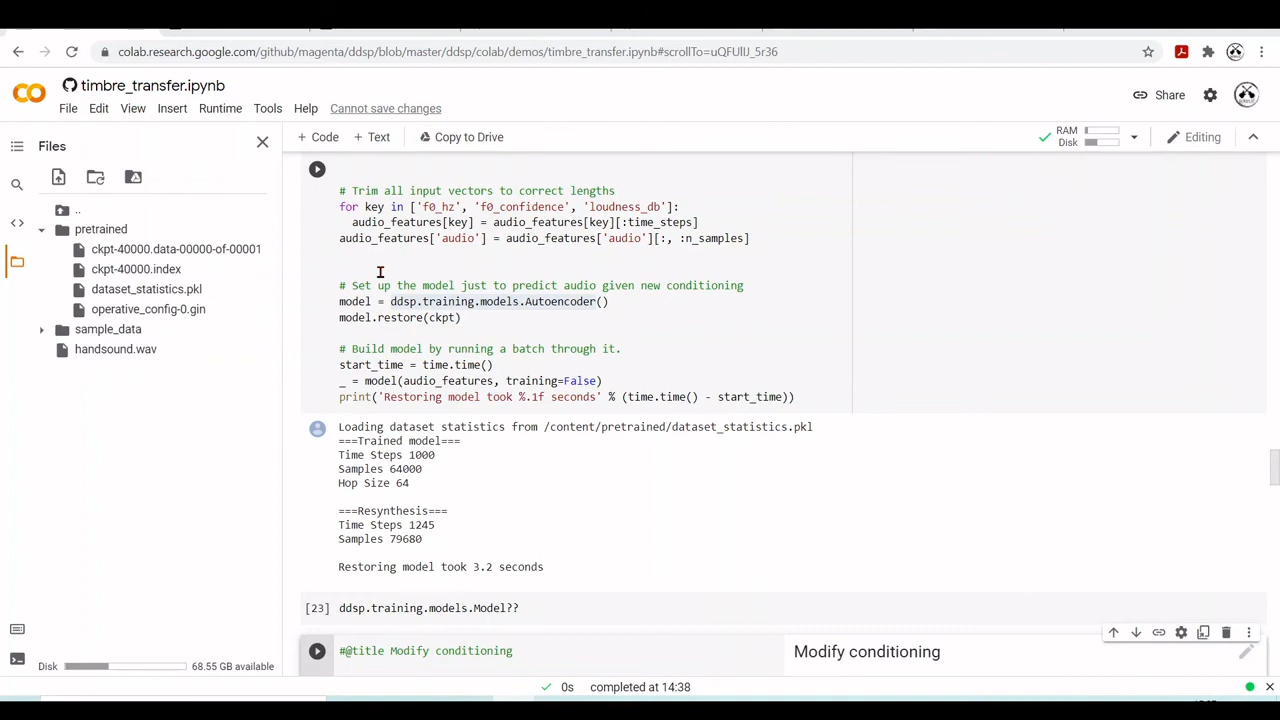 colab.research.google.com/github/magenta/ddsp/blob/master/ddsp/colab/demos/timbre_transfer.ipynb#scrollTo=uQFUlIJ_5r36
timbre_transfer.ipynb
File Edit View Insert Runtime Tools Help Cannot save changes
Share
Files
+ Code + Text Copy to Drive
RAM
Disk
Editing
..
pretrained
ckpt-40000.data-00000-of-00001
ckpt-40000.index
dataset_statistics.pkl
operative_config-0.gin
sample_data
handsound.wav
Disk 68.55 GB available
# Trim all input vectors to correct lengths
for key in ['f0_hz', 'f0_confidence', 'loudness_db']:
audio_features[key] = audio_features[key][:time_steps]
audio_features['audio'] = audio_features['audio'][:, :n_samples]
# Set up the model just to predict audio given new conditioning
model = ddsp.training.models.Autoencoder()
model.restore(ckpt)
# Build model by running a batch through it.
start_time = time.time()
_ = model(audio_features, training=False)
print('Restoring model took %.1f seconds' % (time.time() - start_time))
Loading dataset statistics from /content/pretrained/dataset_statistics.pkl
===Trained model===
Time Steps 1000
Samples 64000
Hop Size 64
===Resynthesis===
Time Steps 1245
Samples 79680
Restoring model took 3.2 seconds
[23] ddsp.training.models.Model??
#@title Modify conditioning
Modify conditioning
0s completed at 14:38